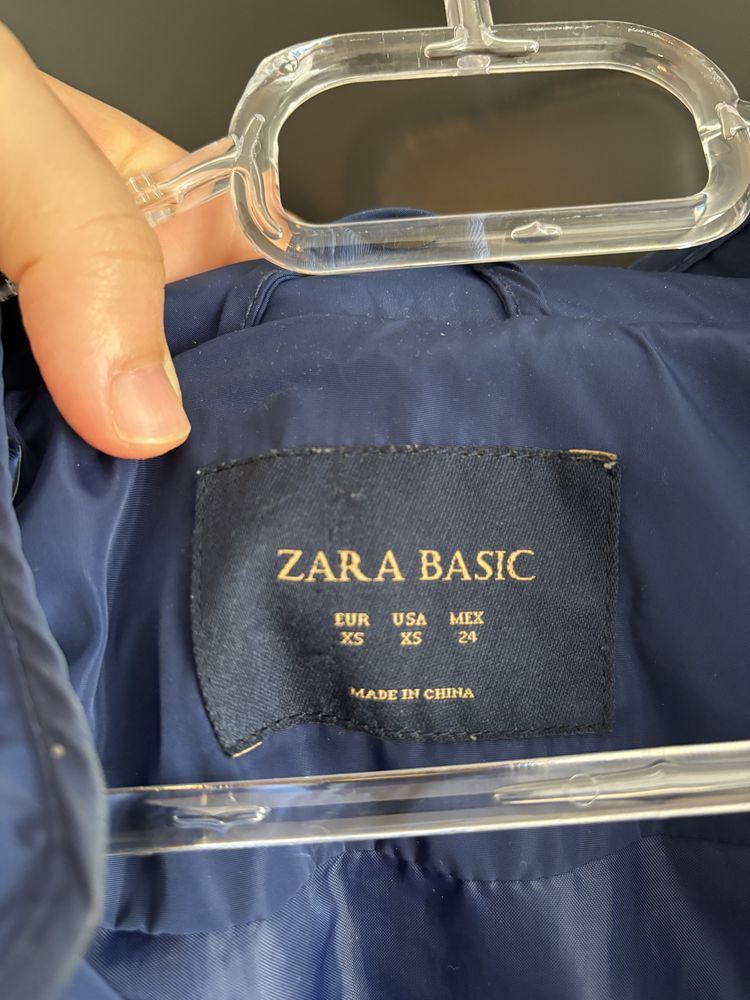 ZARA BASIC
EUR USA MEX
XS XS 24
MADE IN CHINA